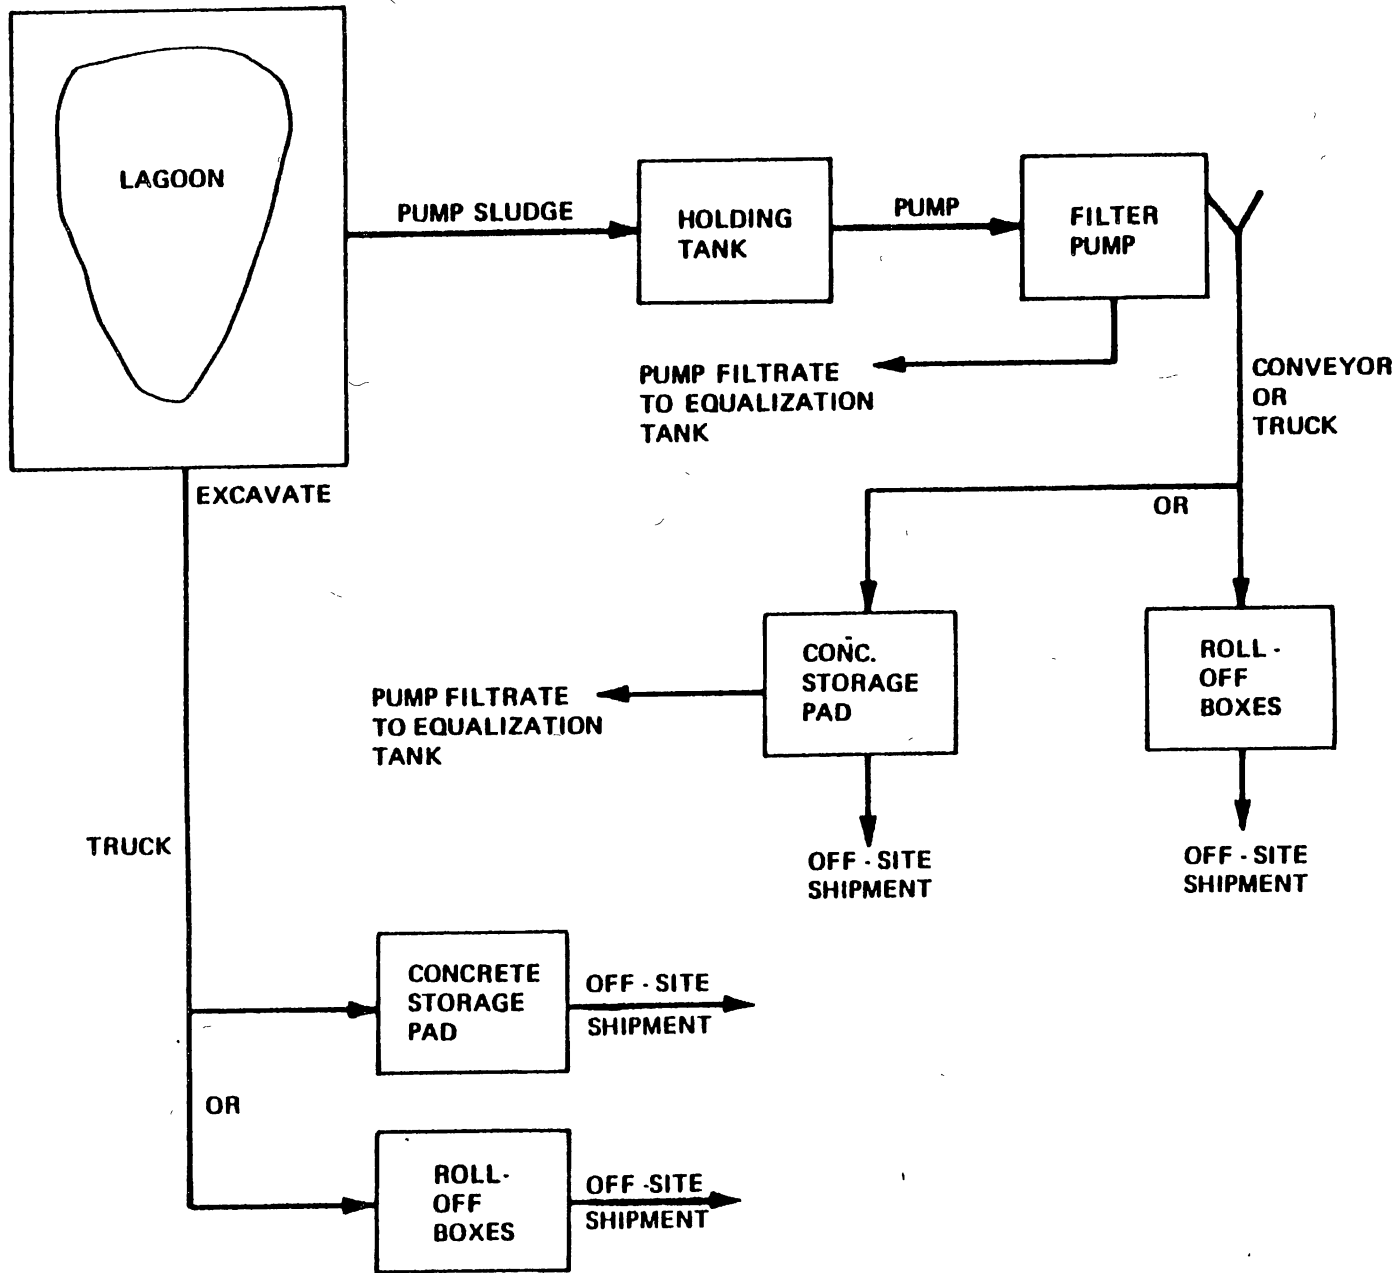 LAGOON
PUMP SLUDGE
HOLDING
TANK
PUMP
FILTER
PUMP
PUMP FILTRATE
TO EQUALIZATION
TANK
CONVEYOR
OR
TRUCK
EXCAVATE
OR
CONC.
STORAGE
PAD
ROLL -
OFF
BOXES
PUMP FILTRATE
TO EQUALIZATION
TANK
OFF - SITE
SHIPMENT
OFF - SITE
SHIPMENT
TRUCK
CONCRETE
STORAGE
PAD
OFF - SITE
SHIPMENT
OR
ROLL-
OFF
BOXES
OFF - SITE
SHIPMENT